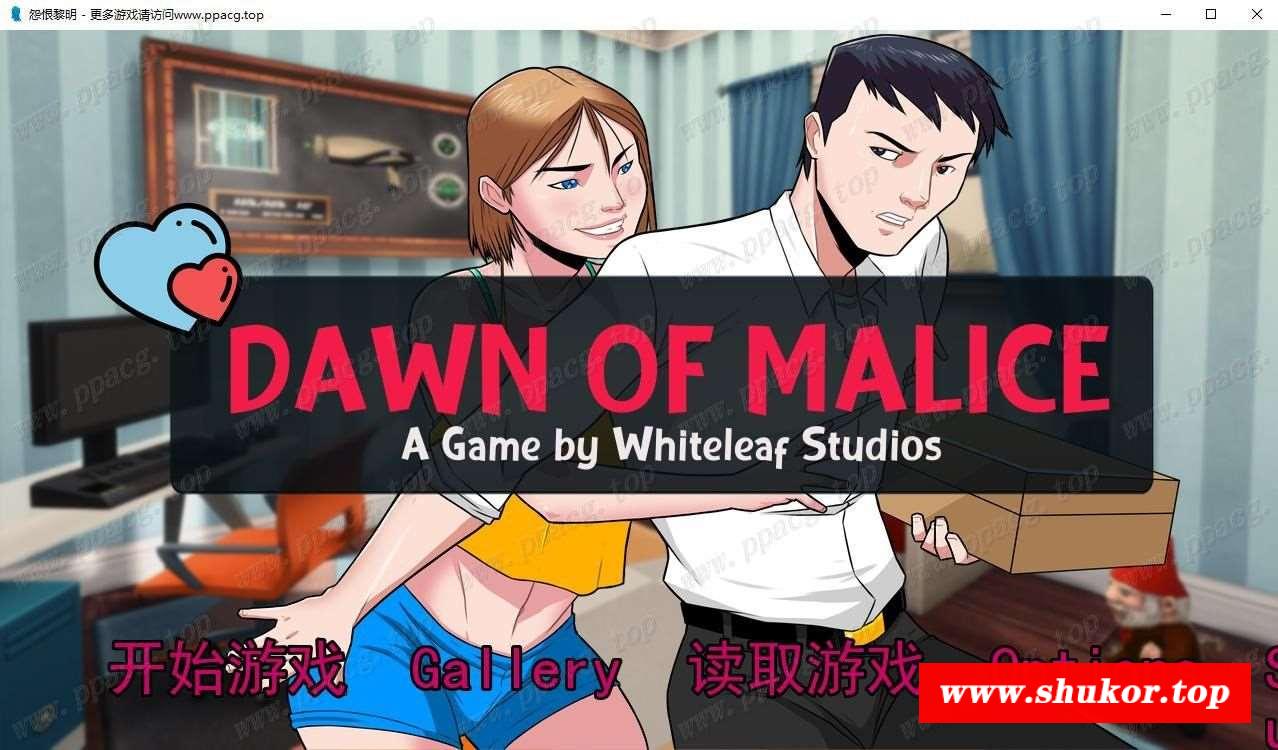 怨恨黎明 - 更多游戏请访问www.ppacg.top
DAWN OF MALICE
A Game by Whiteleaf Studios
开始游戏 Gallery 读取游戏 Options
www.shukor.top
www.ppacg.top